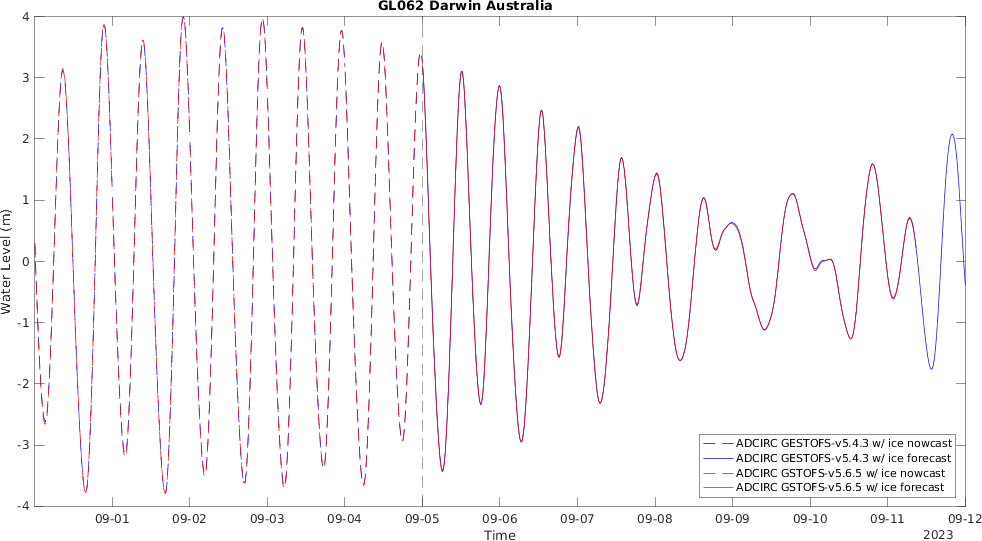 GL062 Darwin Australia
4
3
2
1
0
-1
-2
-3
-4
Water Level (m)
ADCIRC GESTOFS-v5.4.3 w/ ice nowcast
ADCIRC GESTOFS-v5.4.3 w/ ice forecast
ADCIRC GSTOFS-v5.6.5 w/ ice nowcast
ADCIRC GSTOFS-v5.6.5 w/ ice forecast
09-01 09-02 09-03 09-04 09-05 09-06 09-07 09-08 09-09 09-10 09-11 09-12
Time
2023